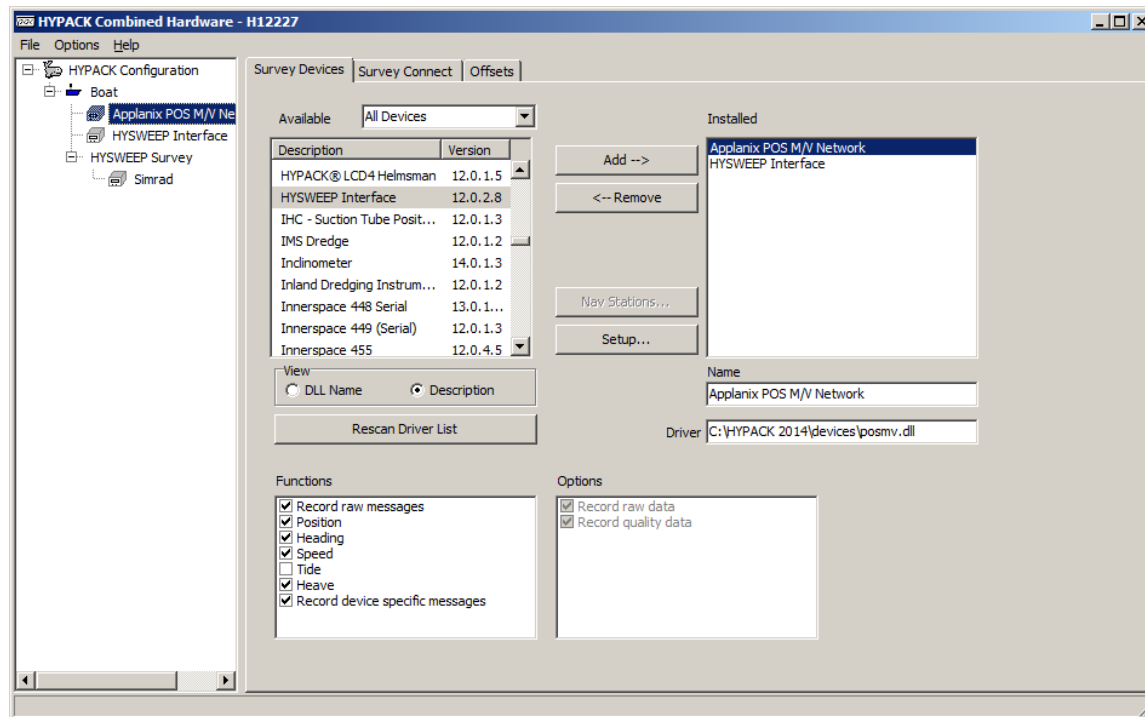 HYPACK Combined Hardware - H12227
File Options Help
HYPACK Configuration
Boat
Applanix POS M/V Ne
HYSWEEP Interface
HYSWEEP Survey
Simrad
Survey Devices Survey Connect Offsets
Available All Devices
Description Version
HYPACK® LCD4 Helmsman 12.0.1.5
HYSWEEP Interface 12.0.2.8
IHC - Suction Tube Posit... 12.0.1.3
IMS Dredge 12.0.1.2
Inclinometer 14.0.1.3
Inland Dredging Instrum... 12.0.1.2
Innerspace 448 Serial 13.0.1...
Innerspace 449 (Serial) 12.0.1.3
Innerspace 455 12.0.4.5
View
DLL Name Description
Rescan Driver List
Add -->
<-- Remove
Nav Stations...
Setup...
Installed
Applanix POS M/V Network
HYSWEEP Interface
Name
Applanix POS M/V Network
Driver C:\HYPACK 2014\devices\posmv.dll
Functions
Record raw messages
Position
Heading
Speed
Tide
Heave
Record device specific messages
Options
Record raw data
Record quality data